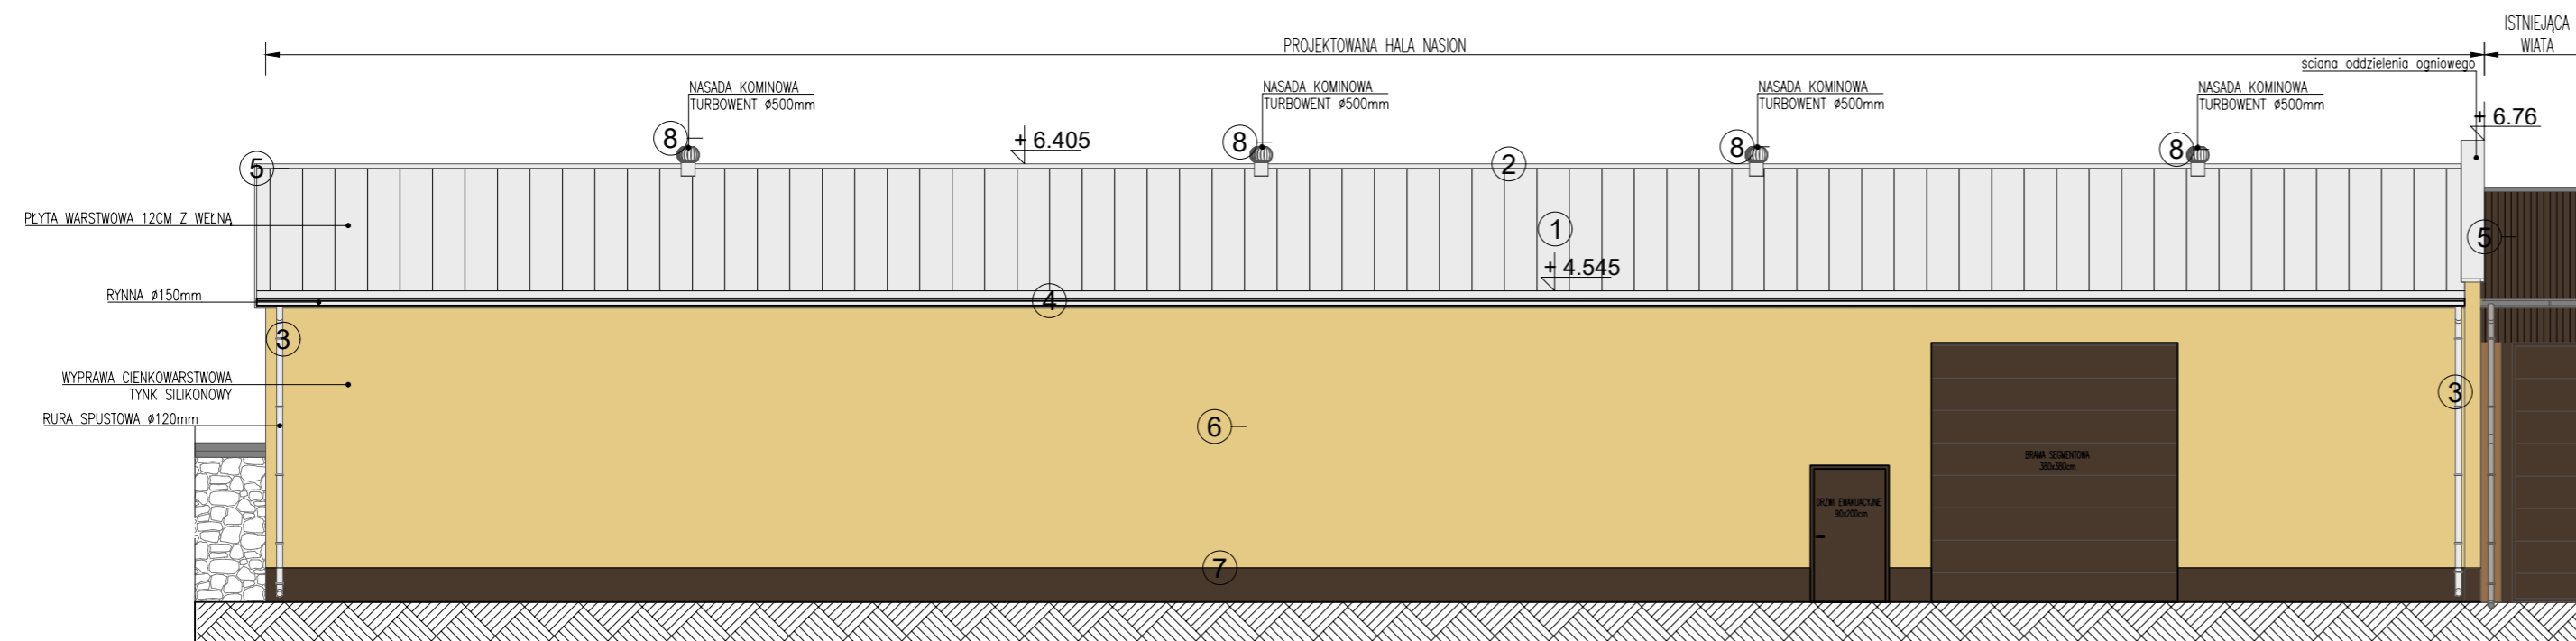 ISTNIEJĄCA
WIATA
PROJEKTOWANA HALA NASION
ściana oddzielenia ogniowego
NASADA KOMINOWA
TURBOWENT ø500mm
NASADA KOMINOWA
TURBOWENT ø500mm
NASADA KOMINOWA
TURBOWENT ø500mm
NASADA KOMINOWA
TURBOWENT ø500mm
+ 6.76
8
+ 6.405
8
8
8
5
2
PŁYTA WARSTWOWA 12CM Z WEŁNĄ
1
5
+ 4.545
RYNNA ø150mm
4
3
WYPRAWA CIENKOWARSTWOWA
TYNK SILIKONOWY
3
RURA SPUSTOWA ø120mm
6
BRAMA SEGMENTOWA
380x380cm
DRZWI EWAKUACYJNE
90x200cm
7